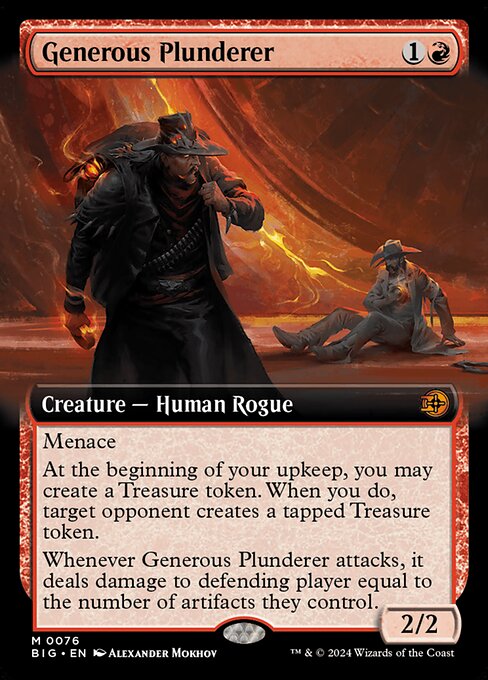 Generous Plunderer 1
Creature — Human Rogue
Menace
At the beginning of your upkeep, you may
create a Treasure token. When you do,
target opponent creates a tapped Treasure
token.
Whenever Generous Plunderer attacks, it
deals damage to defending player equal to
the number of artifacts they control.
2/2
M 0076
BIG • EN Alexander Mokhov
™ & © 2024 Wizards of the Coast